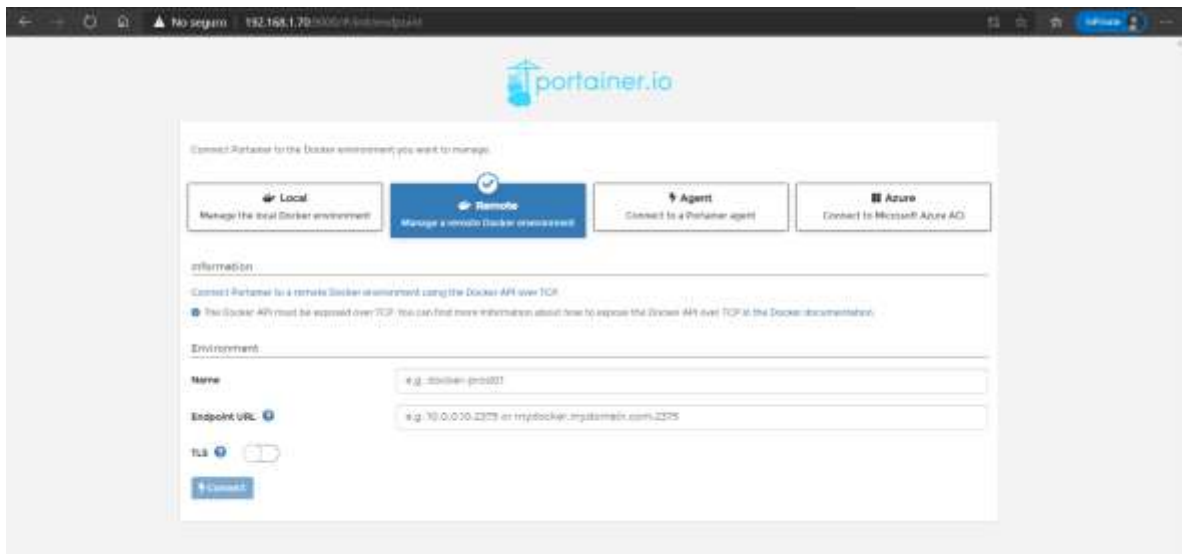 No seguro 192.168.1.70:9000/#/init/endpoint
InPrivate
portainer.io
Connect Portainer to the Docker environment you want to manage.
Local
Manage the local Docker environment
Remote
Manage a remote Docker environment
Agent
Connect to a Portainer agent
Azure
Connect to Microsoft Azure ACI
Information
Connect Portainer to a remote Docker environment using the Docker API over TCP.
The Docker API must be exposed over TCP. You can find more information about how to expose the Docker API over TCP in the Docker documentation.
Environment
Name
e.g. docker-prod01
Endpoint URL
e.g. 10.0.0.10:2375 or mydocker.mydomain.com:2375
TLS
Connect